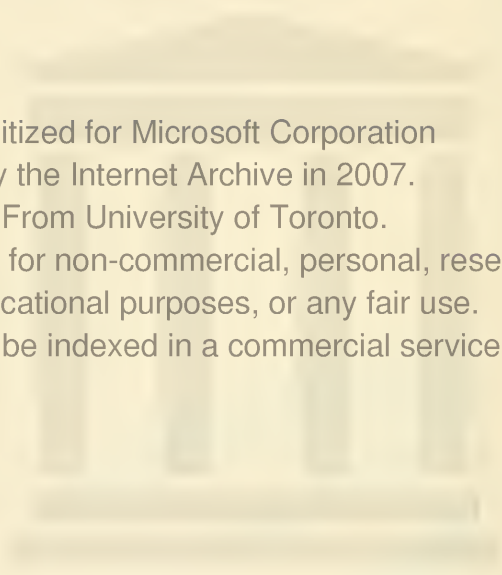 itized for Microsoft Corporation
y the Internet Archive in 2007.
From University of Toronto.
for non-commercial, personal, rese
cational purposes, or any fair use.
be indexed in a commercial service